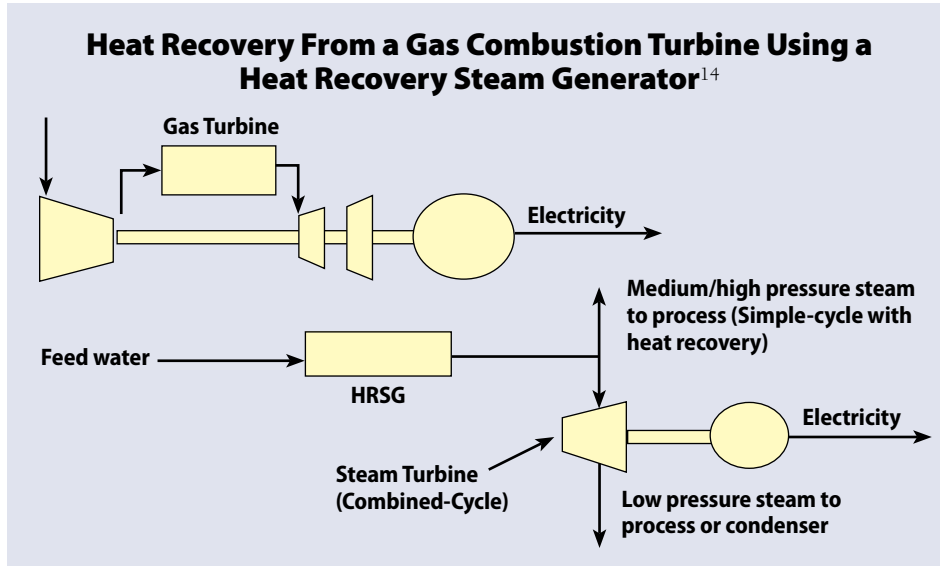 Heat Recovery From a Gas Combustion Turbine Using a
Heat Recovery Steam Generator14
Gas Turbine
Electricity
Medium/high pressure steam
to process (Simple-cycle with
heat recovery)
Feed water
HRSG
Electricity
Steam Turbine
(Combined-Cycle)
Low pressure steam to
process or condenser